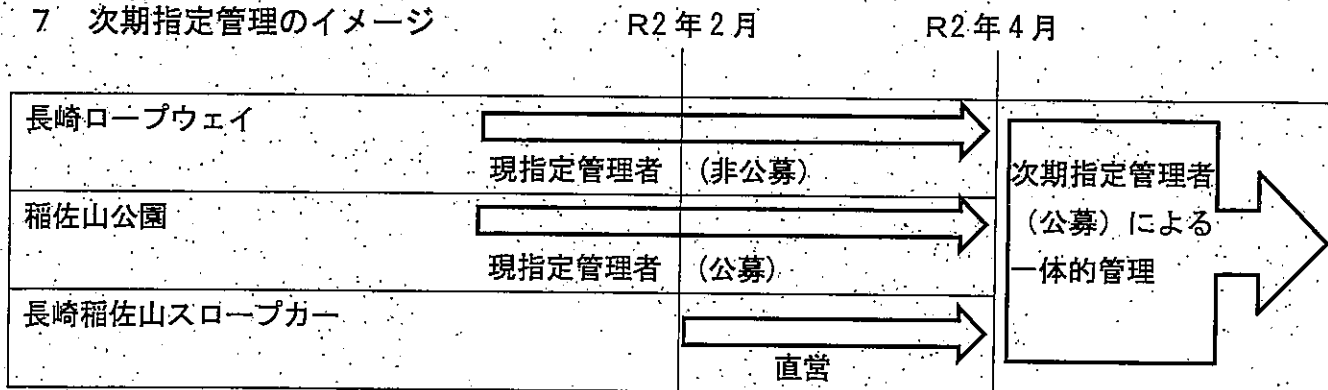 7 次期指定管理のイメージ
R2年2月
R2年4月
長崎ロープウェイ
現指定管理者 (非公募)
稲佐山公園
現指定管理者 (公募)
長崎稲佐山スロープカー
直営
次期指定管理者
(公募)による
一体的管理